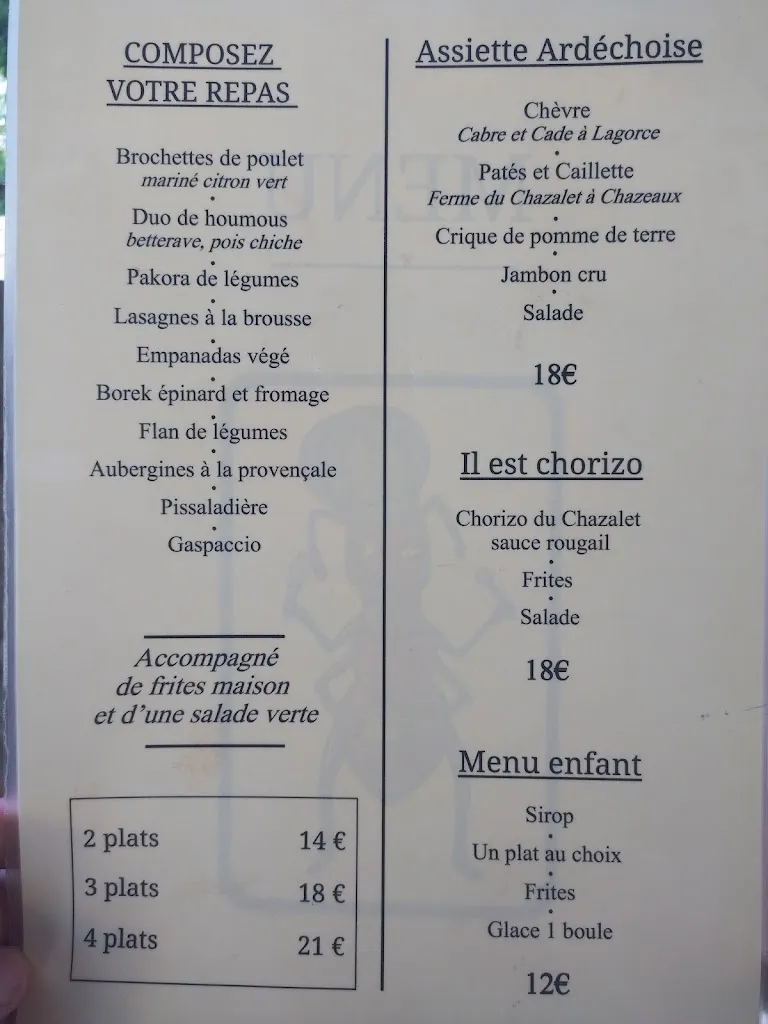 COMPOSEZ
VOTRE REPAS
Brochettes de poulet
mariné citron vert
Duo de houmous
betterave, pois chiche
Pakora de légumes
Lasagnes à la brousse
Empanadas végé
Borek épinard et fromage
Flan de légumes
Aubergines à la provençale
Pissaladière
Gaspaccio
Accompagné
de frites maison
et d'une salade verte
2 plats 14 €
3 plats 18 €
4 plats 21 €
Assiette Ardéchoise
Chèvre
Cabre et Cade à Lagorce
Patés et Caillette
Ferme du Chazalet à Chazeaux
Crique de pomme de terre
Jambon cru
Salade
18€
Il est chorizo
Chorizo du Chazalet
sauce rougail
Frites
Salade
18€
Menu enfant
Sirop
Un plat au choix
Frites
Glace 1 boule
12€
MENU